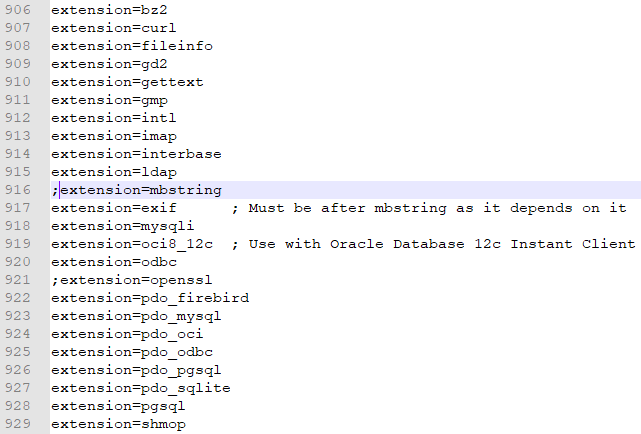 906 extension=bz2
907 extension=curl
908 extension=fileinfo
909 extension=gd2
910 extension=gettext
911 extension=gmp
912 extension=intl
913 extension=imap
914 extension=interbase
915 extension=ldap
916 ;extension=mbstring
917 extension=exif      ; Must be after mbstring as it depends on it
918 extension=mysqli
919 extension=oci8_12c  ; Use with Oracle Database 12c Instant Client
920 extension=odbc
921 ;extension=openssl
922 extension=pdo_firebird
923 extension=pdo_mysql
924 extension=pdo_oci
925 extension=pdo_odbc
926 extension=pdo_pgsql
927 extension=pdo_sqlite
928 extension=pgsql
929 extension=shmop